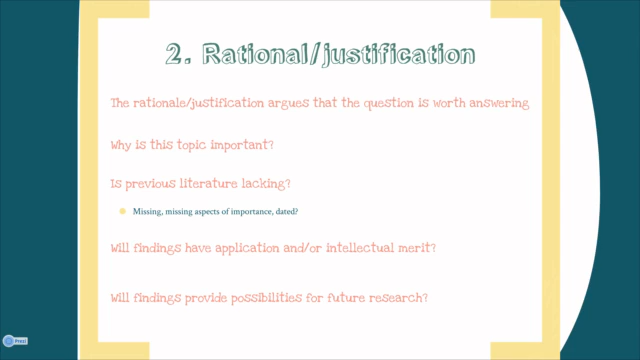 2. Rational/justification
The rationale/justification argues that the question is worth answering
Why is this topic important?
Is previous literature lacking?
Missing, missing aspects of importance, dated?
Will findings have application and/or intellectual merit?
Will findings provide possibilities for future research?
Prezi